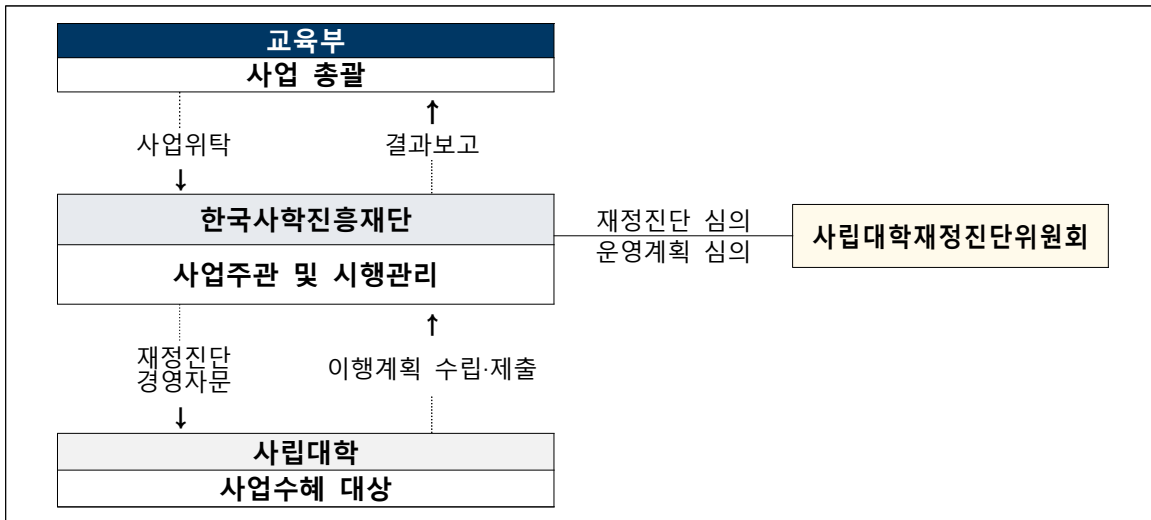 교육부
사업 총괄
사업위탁
결과보고
한국사학진흥재단
사업주관 및 시행관리
재정진단 심의
운영계획 심의
사립대학재정진단위원회
재정진단
경영자문
이행계획 수립·제출
사립대학
사업수혜 대상